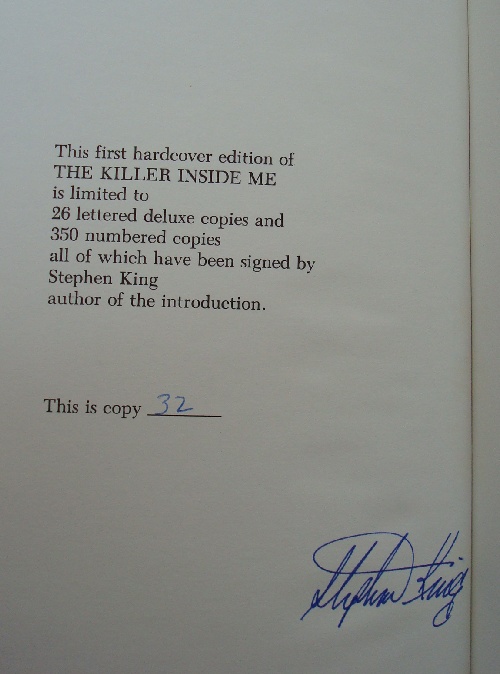 This first hardcover edition of
THE KILLER INSIDE ME
is limited to
26 lettered deluxe copies and
350 numbered copies
all of which have been signed by
Stephen King
author of the introduction.
This is copy 32
Stephen King